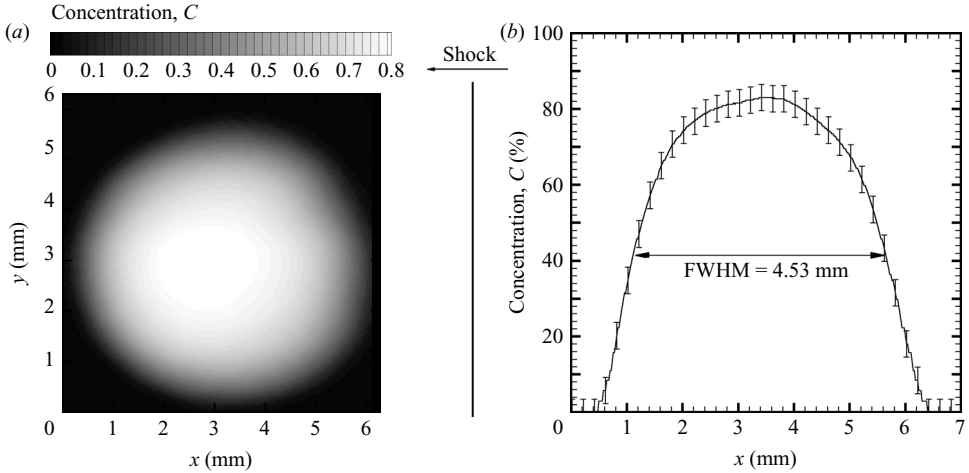 Concentration, C
(a)
0 0.1 0.2 0.3 0.4 0.5 0.6 0.7 0.8
6
5
4
3
2
1
0
y (mm)
1 2 3 4 5 6
x (mm)
Shock
(b)
100
80
60
40
20
0
Concentration, C (%)
FWHM = 4.53 mm
1 2 3 4 5 6 7
x (mm)